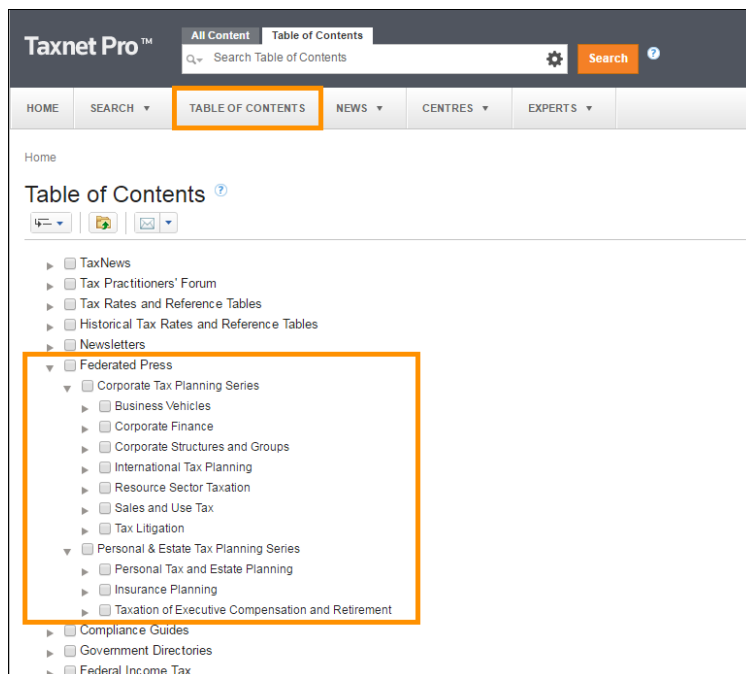 All Content Table of Contents
Taxnet Pro™
Search Table of Contents
Search
?
HOME SEARCH TABLE OF CONTENTS NEWS CENTRES EXPERTS
Home
Table of Contents ?
TaxNews
Tax Practitioners' Forum
Tax Rates and Reference Tables
Historical Tax Rates and Reference Tables
Newsletters
Federated Press
Corporate Tax Planning Series
Business Vehicles
Corporate Finance
Corporate Structures and Groups
International Tax Planning
Resource Sector Taxation
Sales and Use Tax
Tax Litigation
Personal & Estate Tax Planning Series
Personal Tax and Estate Planning
Insurance Planning
Taxation of Executive Compensation and Retirement
Compliance Guides
Government Directories
Federal Income Tax